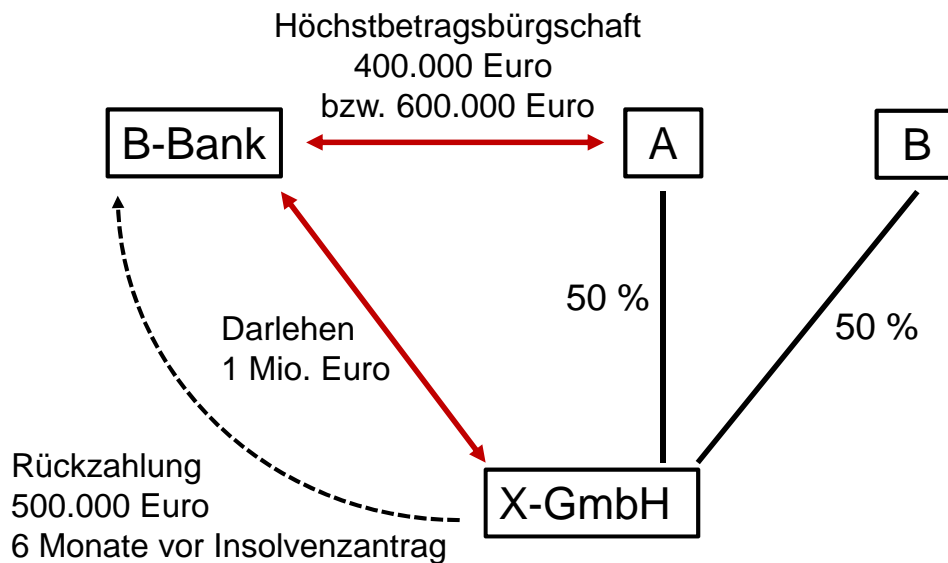 Höchstbetragsbürgschaft
400.000 Euro
bzw. 600.000 Euro
B-Bank
A
B
50 %
50 %
Darlehen
1 Mio. Euro
Rückzahlung
500.000 Euro
6 Monate vor Insolvenzantrag
X-GmbH